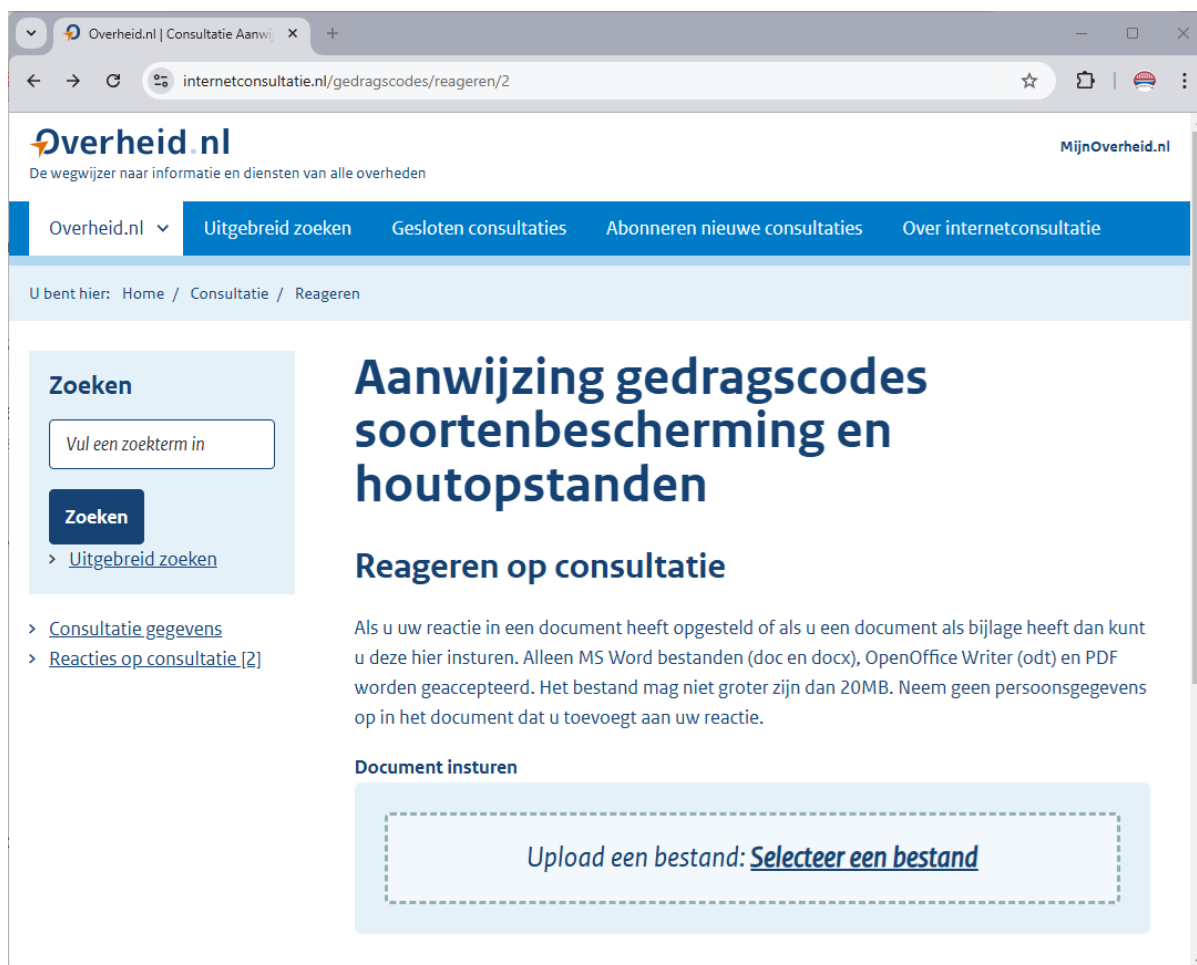 Overheid.nl | Consultatie Aanwij
internetconsultatie.nl/gedragscodes/reageren/2
Overheid.nl
MijnOverheid.nl
De wegwijzer naar informatie en diensten van alle overheden
Overheid.nl Uitgebreid zoeken Gesloten consultaties Abonneren nieuwe consultaties Over internetconsultatie
U bent hier: Home / Consultatie / Reageren
Zoeken
Vul een zoekterm in
Zoeken
> Uitgebreid zoeken
> Consultatie gegevens
> Reacties op consultatie [2]
Aanwijzing gedragscodes
soortenbescherming en
houtopstanden
Reageren op consultatie
Als u uw reactie in een document heeft opgesteld of als u een document als bijlage heeft dan kunt
u deze hier insturen. Alleen MS Word bestanden (doc en docx), OpenOffice Writer (odt) en PDF
worden geaccepteerd. Het bestand mag niet groter zijn dan 20MB. Neem geen persoonsgegevens
op in het document dat u toevoegt aan uw reactie.
Document insturen
Upload een bestand: Selecteer een bestand